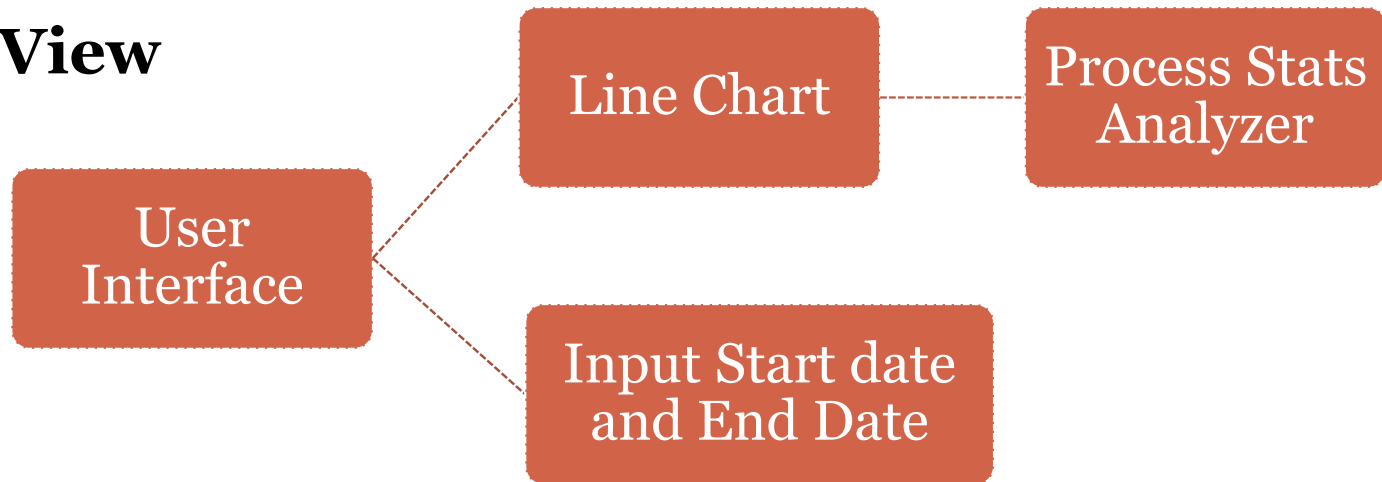 View
Line Chart
Process Stats
Analyzer
User
Interface
Input Start date
and End Date